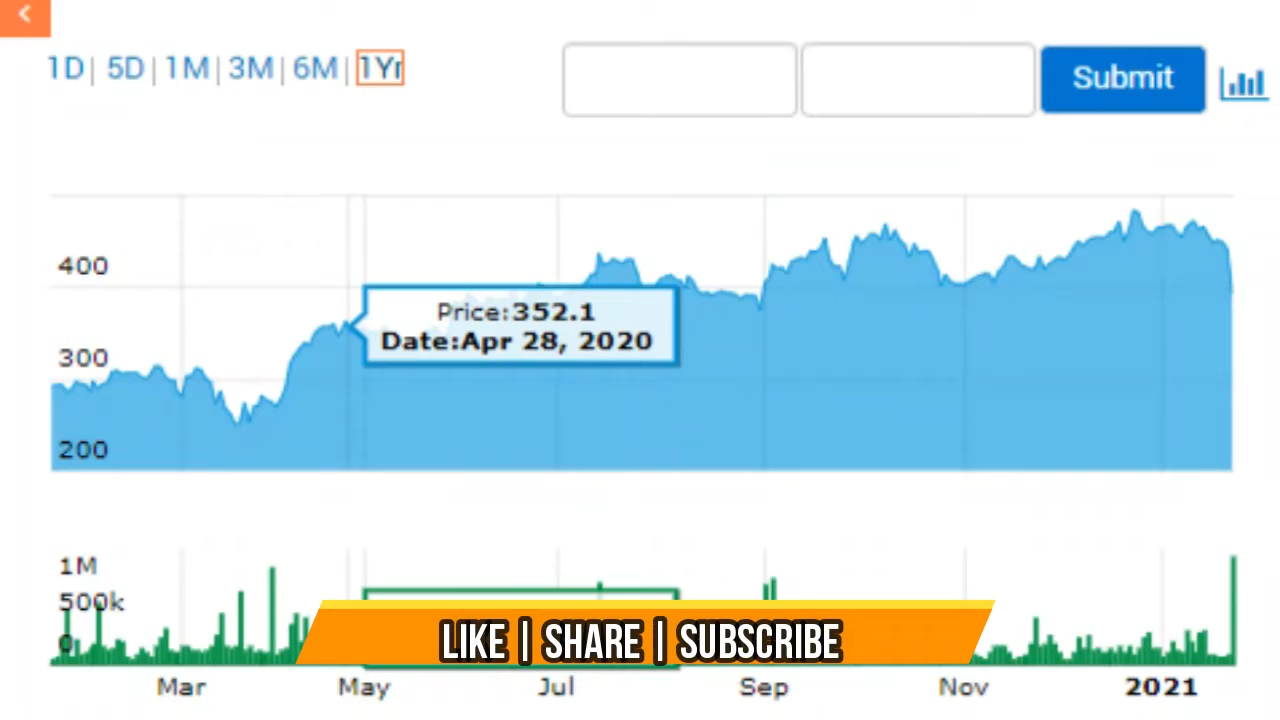 1D| 5D| 1M| 3M| 6M| 1Yr
Submit
400
300
200
Price:352.1
Date:Apr 28, 2020
1M
500k
0
LIKE | SHARE | SUBSCRIBE
Mar May Jul Sep Nov 2021